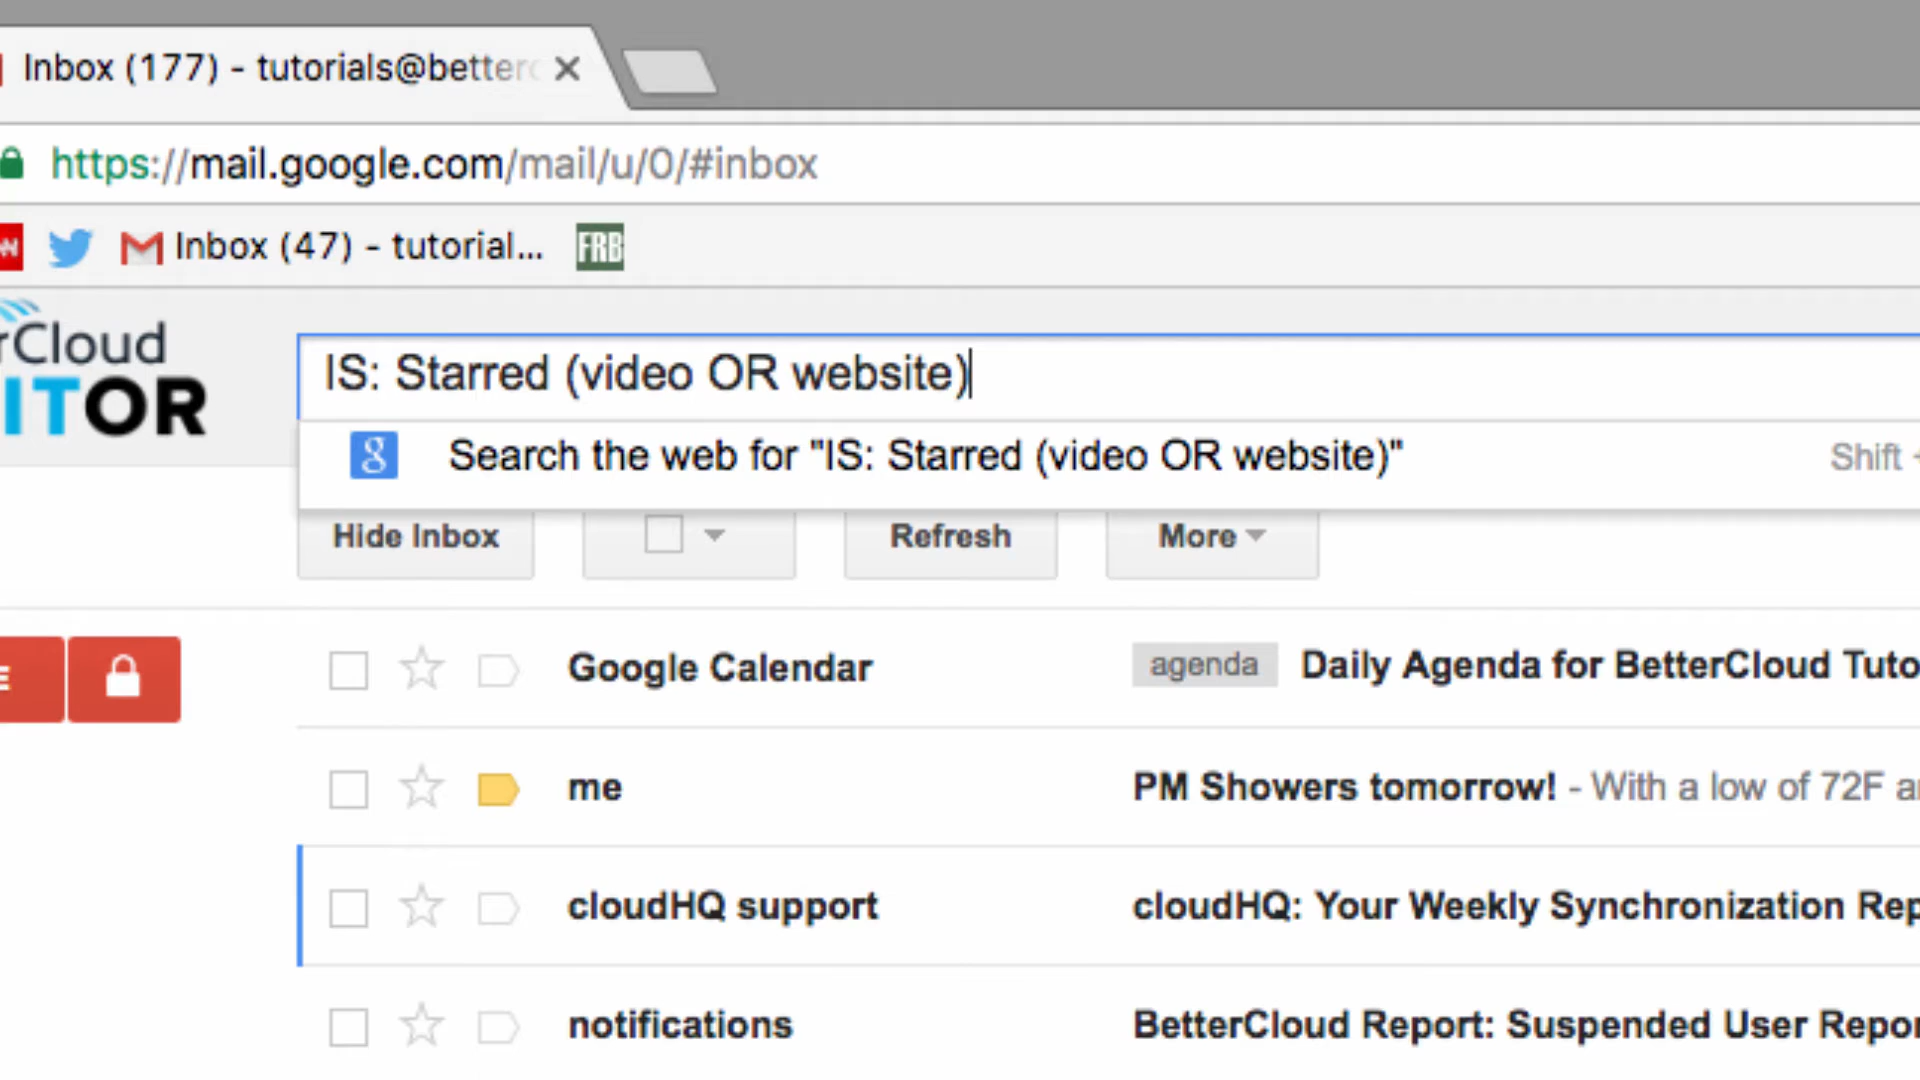 Inbox (177) - tutorials@better
https://mail.google.com/mail/u/0/#inbox
Inbox (47) - tutorial...
FRB
rCloud
ITOR
IS: Starred (video OR website)
Search the web for "IS: Starred (video OR website)"
Shift +
Hide Inbox
Refresh
More
E
Google Calendar
agenda
Daily Agenda for BetterCloud Tuto
me
PM Showers tomorrow! - With a low of 72F a
cloudHQ support
cloudHQ: Your Weekly Synchronization Rep
notifications
BetterCloud Report: Suspended User Repor